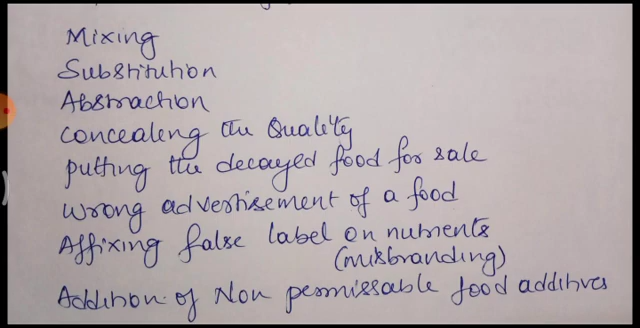 Mixing
Substitution
Abstraction
Concealing the Quality
putting the decayed food for sale
wrong advertisement of a food
Affixing false label on nutrients
(misbranding)
Addition of Non permissable food additives